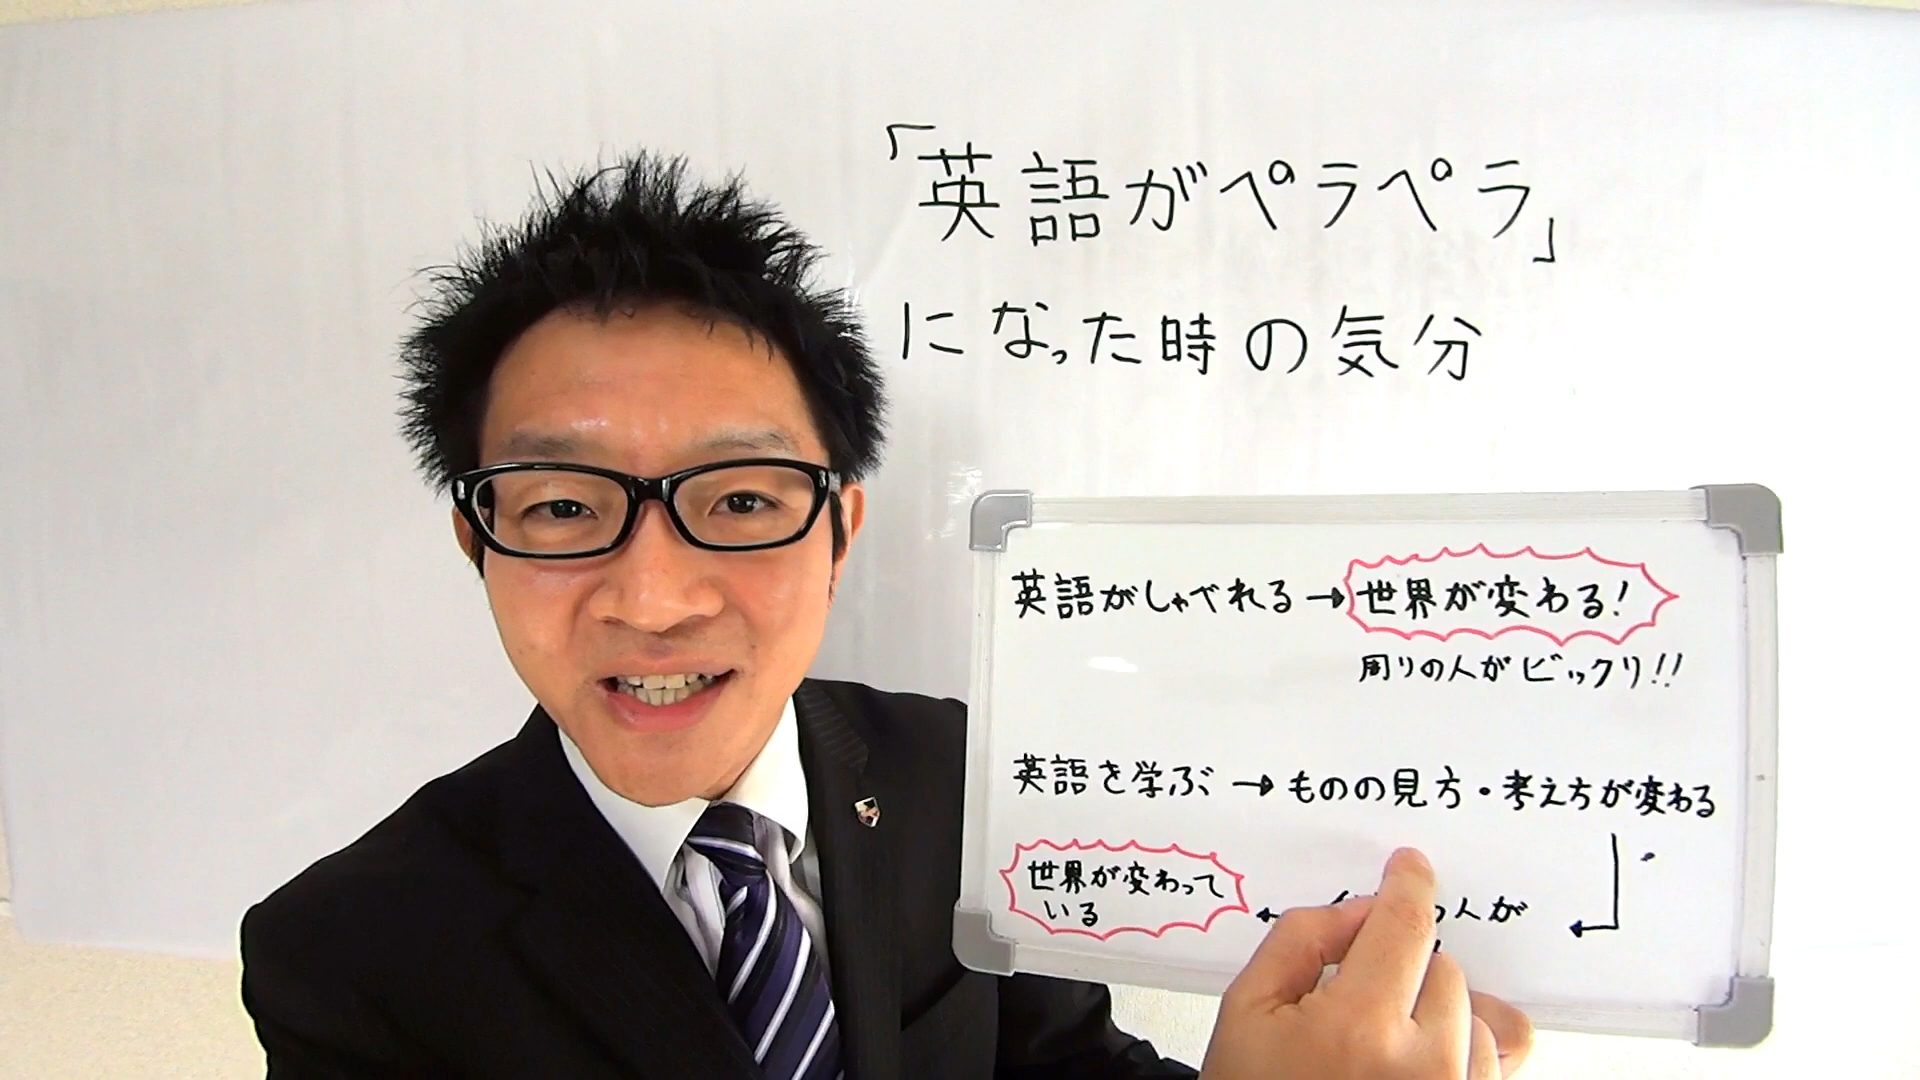 「英語がペラペラ」
になった時の気分
英語がしゃべれる→世界が変わる!
周りの人がビックリ!!
英語を学ぶ→ものの見方・考え方が変わる
世界が変わって
いる
←
人が